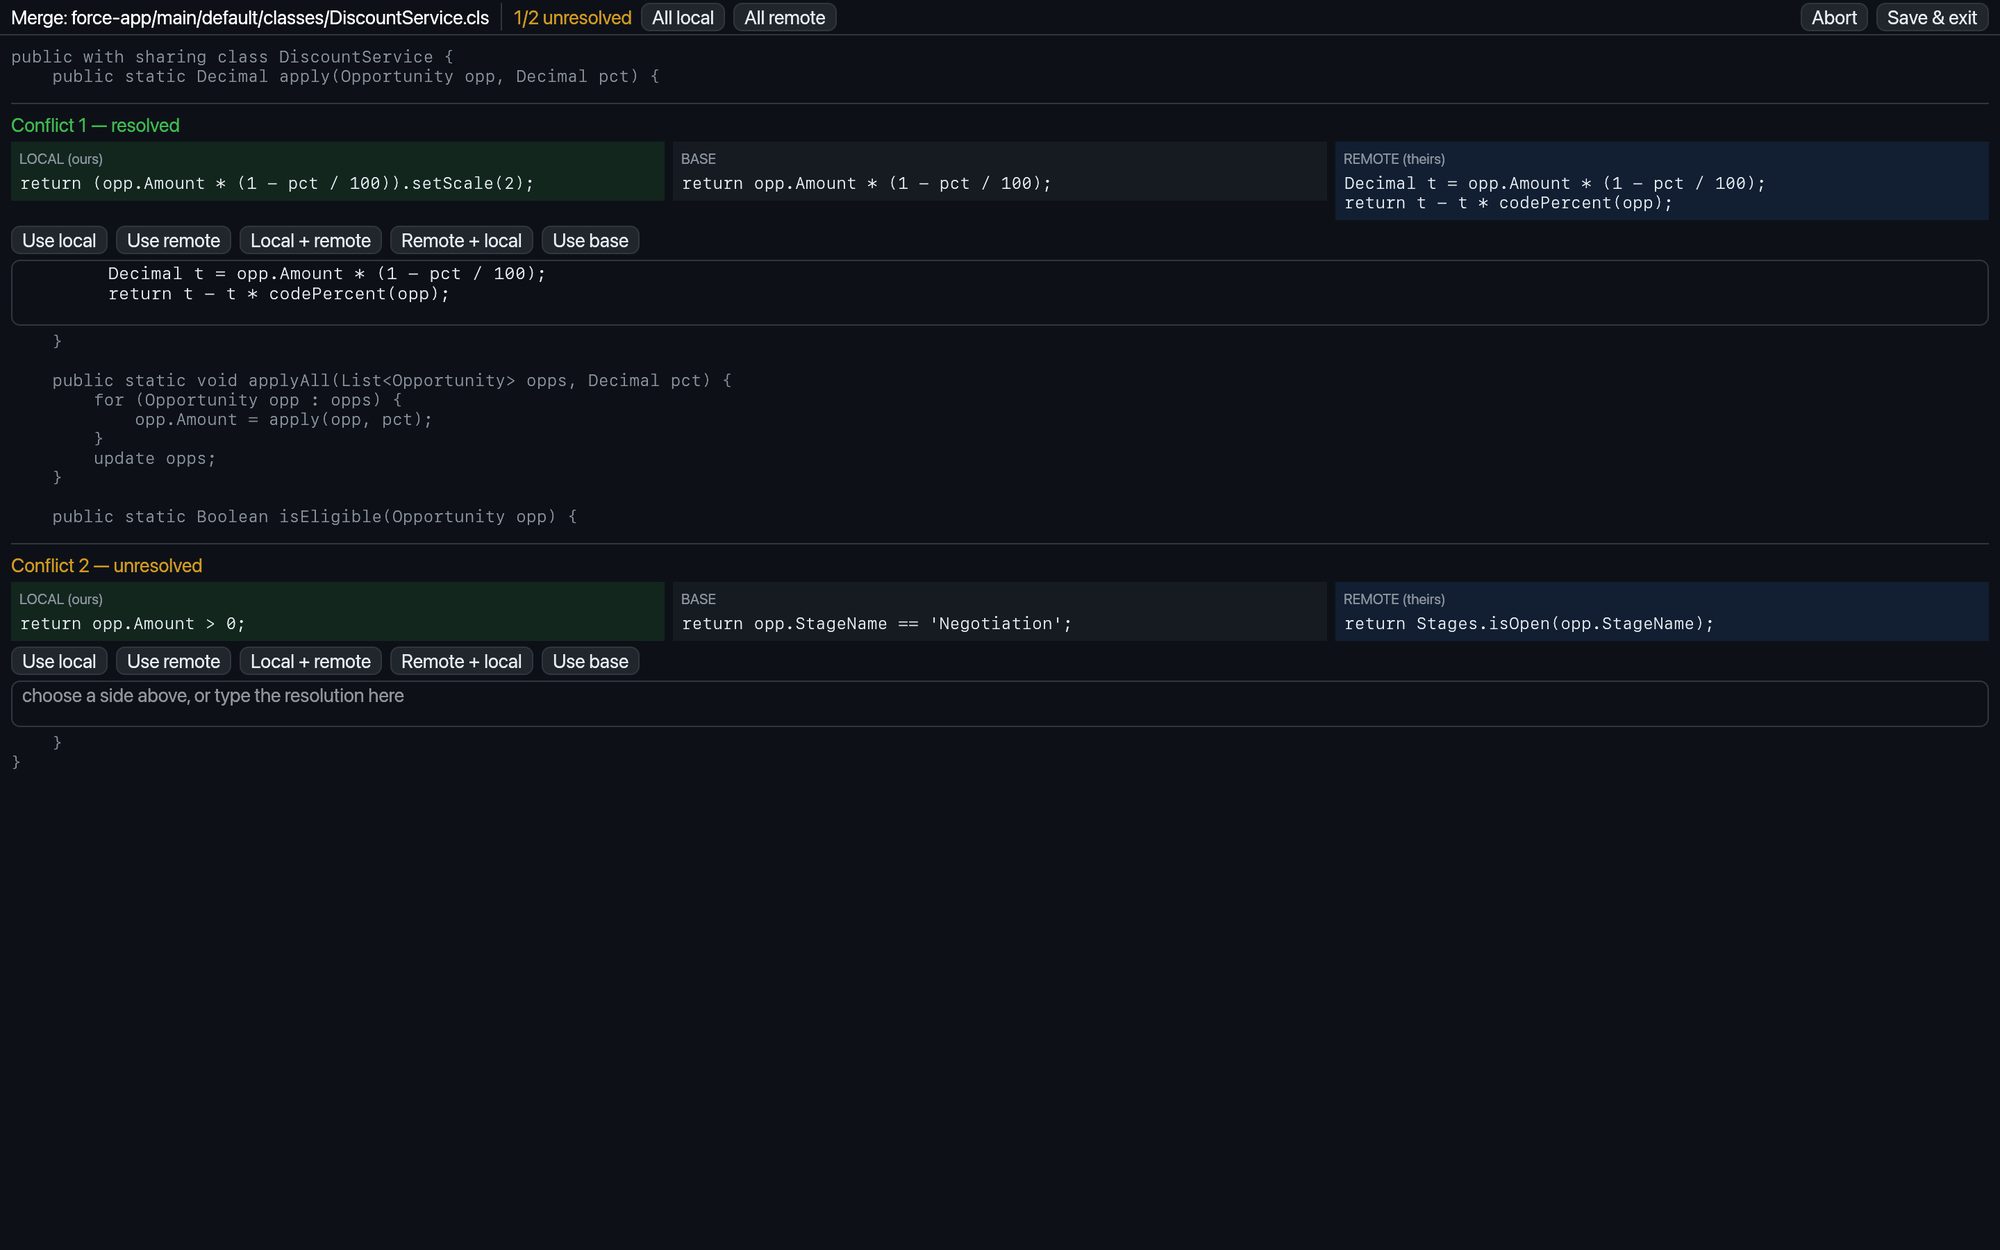 Merge: force-app/main/default/classes/DiscountService.cls 1/2 unresolved All local All remote Abort Save & exit
public with sharing class DiscountService {
    public static Decimal apply(Opportunity opp, Decimal pct) {
Conflict 1 — resolved
LOCAL (ours)
return (opp.Amount * (1 - pct / 100)).setScale(2);
BASE
return opp.Amount * (1 - pct / 100);
REMOTE (theirs)
Decimal t = opp.Amount * (1 - pct / 100);
return t - t * codePercent(opp);
Use local Use remote Local + remote Remote + local Use base
        Decimal t = opp.Amount * (1 - pct / 100);
        return t - t * codePercent(opp);
    }
    public static void applyAll(List<Opportunity> opps, Decimal pct) {
        for (Opportunity opp : opps) {
            opp.Amount = apply(opp, pct);
        }
        update opps;
    }
    public static Boolean isEligible(Opportunity opp) {
Conflict 2 — unresolved
LOCAL (ours)
return opp.Amount > 0;
BASE
return opp.StageName == 'Negotiation';
REMOTE (theirs)
return Stages.isOpen(opp.StageName);
Use local Use remote Local + remote Remote + local Use base
choose a side above, or type the resolution here
    }
}